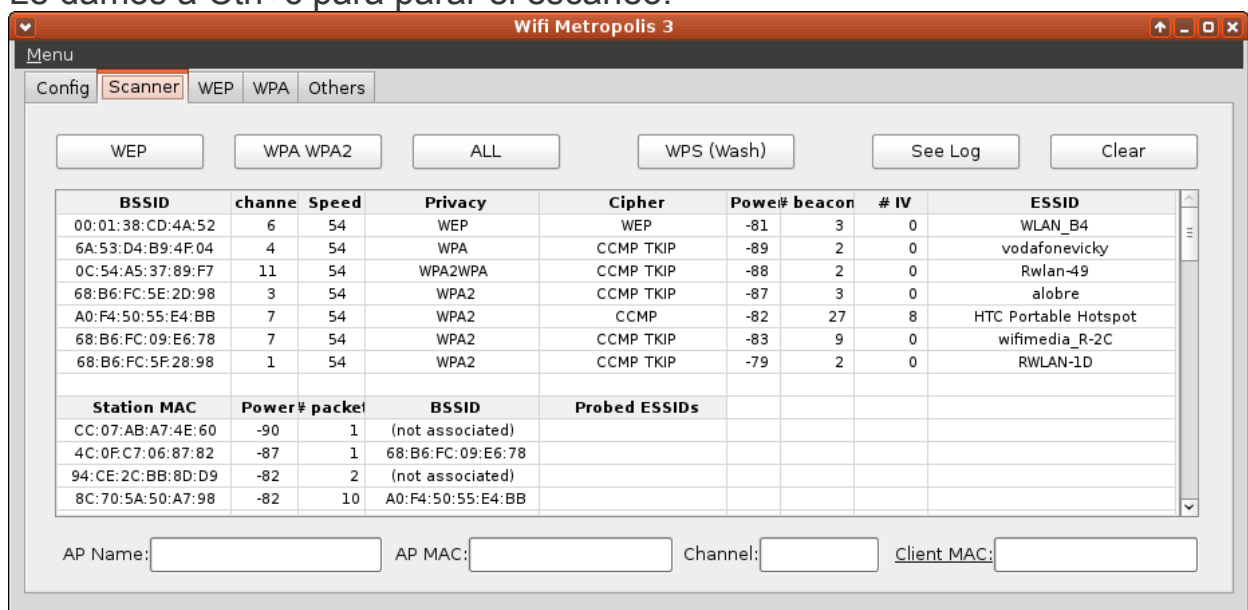 Le damos a Ctrl+c para parar el escaneo.
Wifi Metropolis 3
Menu
Config Scanner WEP WPA Others
WEP WPA WPA2 ALL WPS (Wash) See Log Clear
BSSID channe Speed Privacy Cipher Power # beacon # IV ESSID
00:01:38:CD:4A:52 6 54 WEP WEP -81 3 0 WLAN_B4
6A:53:D4:B9:4F:04 4 54 WPA CCMP TKIP -89 2 0 vodafonevicky
0C:54:A5:37:89:F7 11 54 WPA2WPA CCMP TKIP -88 2 0 Rwlan-49
68:B6:FC:5E:2D:98 3 54 WPA2 CCMP TKIP -87 3 0 alobre
A0:F4:50:55:E4:BB 7 54 WPA2 CCMP -82 27 8 HTC Portable Hotspot
68:B6:FC:09:E6:78 7 54 WPA2 CCMP TKIP -83 9 0 wifimedia_R-2C
68:B6:FC:5F:28:98 1 54 WPA2 CCMP TKIP -79 2 0 RWLAN-1D
Station MAC Power # packet BSSID Probed ESSIDs
CC:07:AB:A7:4E:60 -90 1 (not associated)
4C:0F:C7:06:87:82 -87 1 68:B6:FC:09:E6:78
94:CE:2C:BB:8D:D9 -82 2 (not associated)
8C:70:5A:50:A7:98 -82 10 A0:F4:50:55:E4:BB
AP Name: AP MAC: Channel: Client MAC: